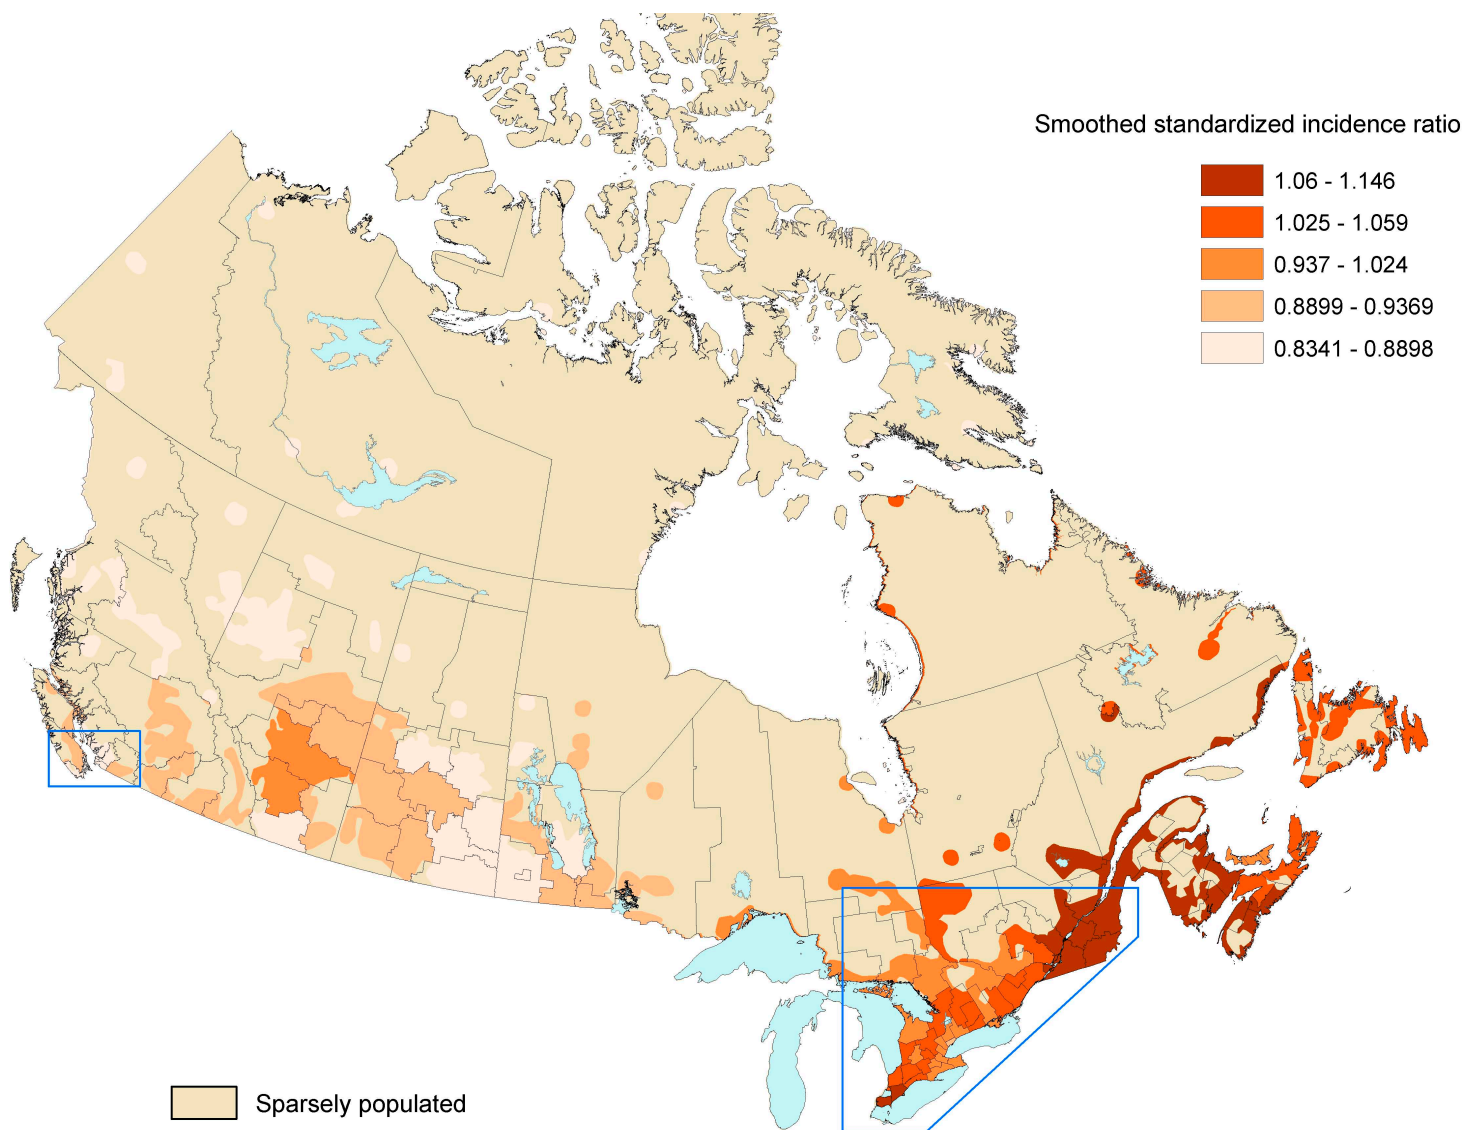 Smoothed standardized incidence ratio
1.06 - 1.146
1.025 - 1.059
0.937 - 1.024
0.8899 - 0.9369
0.8341 - 0.8898
Sparsely populated